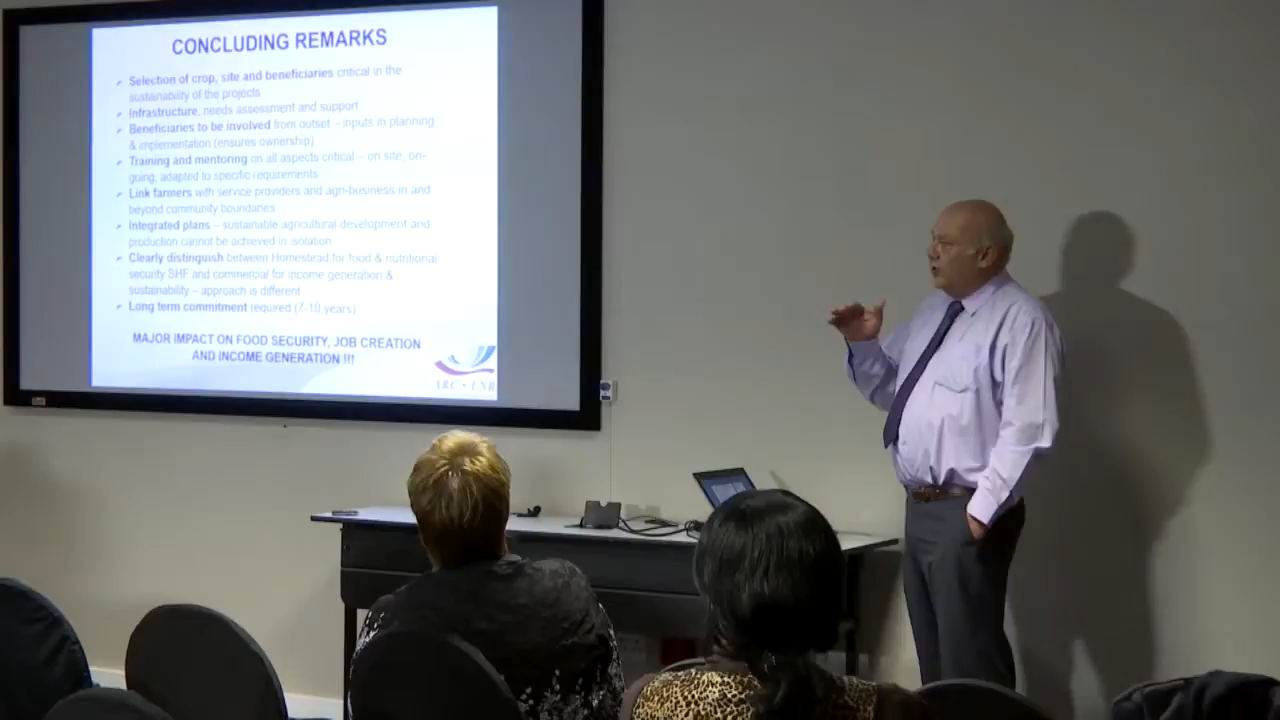 CONCLUDING REMARKS
Selection of crop, site and beneficiaries critical in the
sustainability of the projects
Infrastructure, needs assessment and support
Beneficiaries to be involved from outset – inputs in planning
& implementation (ensures ownership)
Training and mentoring on all aspects critical – on site, on-
going, adapted to specific requirements
Link farmers with service providers and agri-business in and
beyond community boundaries
Integrated plans – sustainable agricultural development and
production cannot be achieved in isolation
Clearly distinguish between Homestead for food & nutritional
security SHF and commercial for income generation &
sustainability – approach is different
Long term commitment required (7-10 years)
MAJOR IMPACT ON FOOD SECURITY, JOB CREATION
AND INCOME GENERATION !!!
ARC • LNR